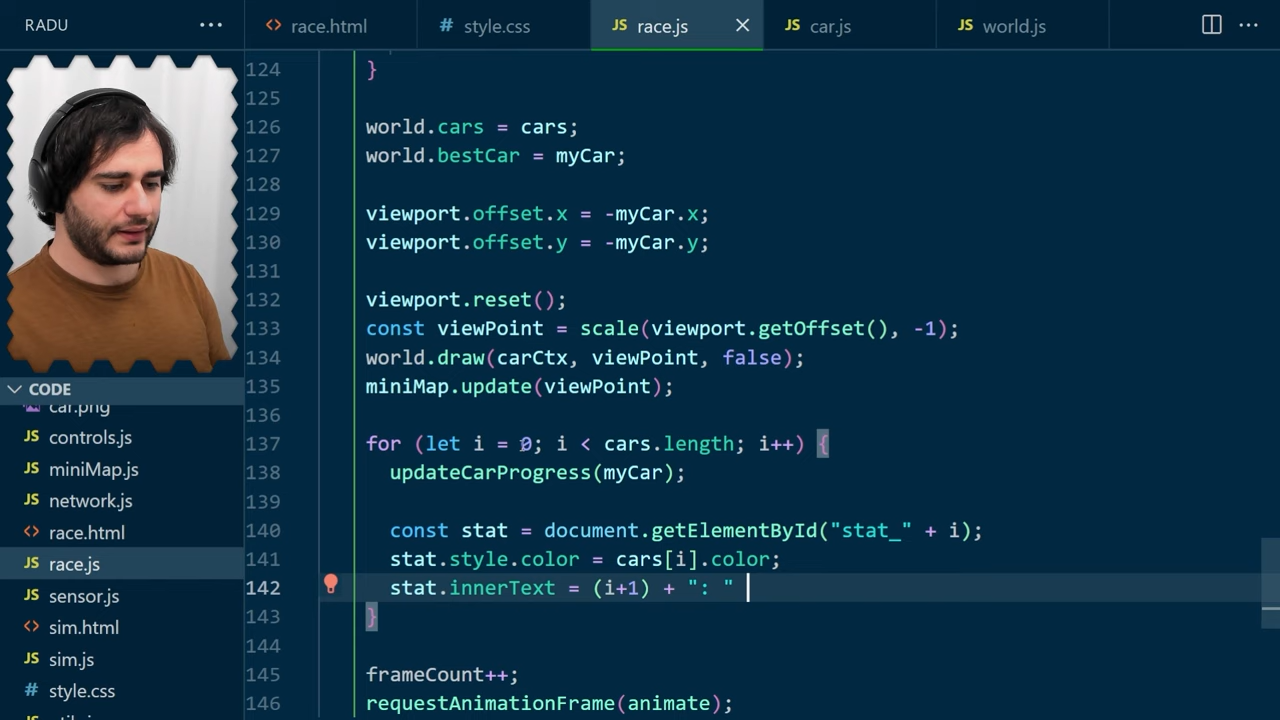 RADU
race.html
style.css
race.js
car.js
world.js
124 }
125
126 world.cars = cars;
127 world.bestCar = myCar;
128
129 viewport.offset.x = -myCar.x;
130 viewport.offset.y = -myCar.y;
131
132 viewport.reset();
133 const viewPoint = scale(viewport.getOffset(), -1);
134 world.draw(carCtx, viewPoint, false);
135 miniMap.update(viewPoint);
136
137 for (let i = 0; i < cars.length; i++) {
138 updateCarProgress(myCar);
139
140 const stat = document.getElementById("stat_" + i);
141 stat.style.color = cars[i].color;
142 stat.innerText = (i+1) + ": "
143 }
144
145 frameCount++;
146 requestAnimationFrame(animate);
CODE
car.png
JS controls.js
JS miniMap.js
JS network.js
<> race.html
JS race.js
JS sensor.js
<> sim.html
JS sim.js
# style.css